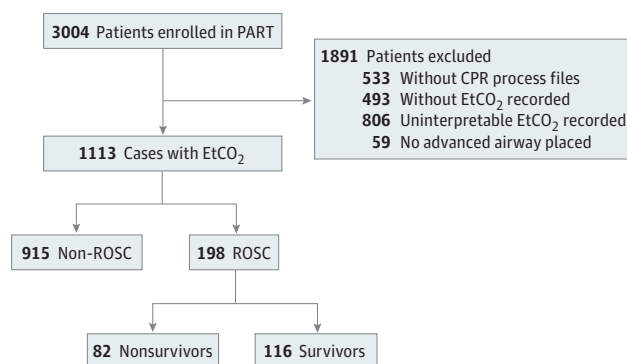 3004 Patients enrolled in PART
1891 Patients excluded
533 Without CPR process files
493 Without EtCO₂ recorded
806 Uninterpretable EtCO₂ recorded
59 No advanced airway placed
1113 Cases with EtCO₂
915 Non-ROSC
198 ROSC
82 Nonsurvivors
116 Survivors